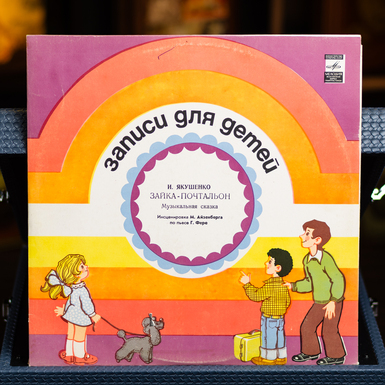 Записи для детей
И. ЯКУШЕНКО
ЗАЙКА-ПОЧТАЛЬОН
Музыкальная сказка
Инсценировка М. Айзенберга
по пьесе Г. Фере